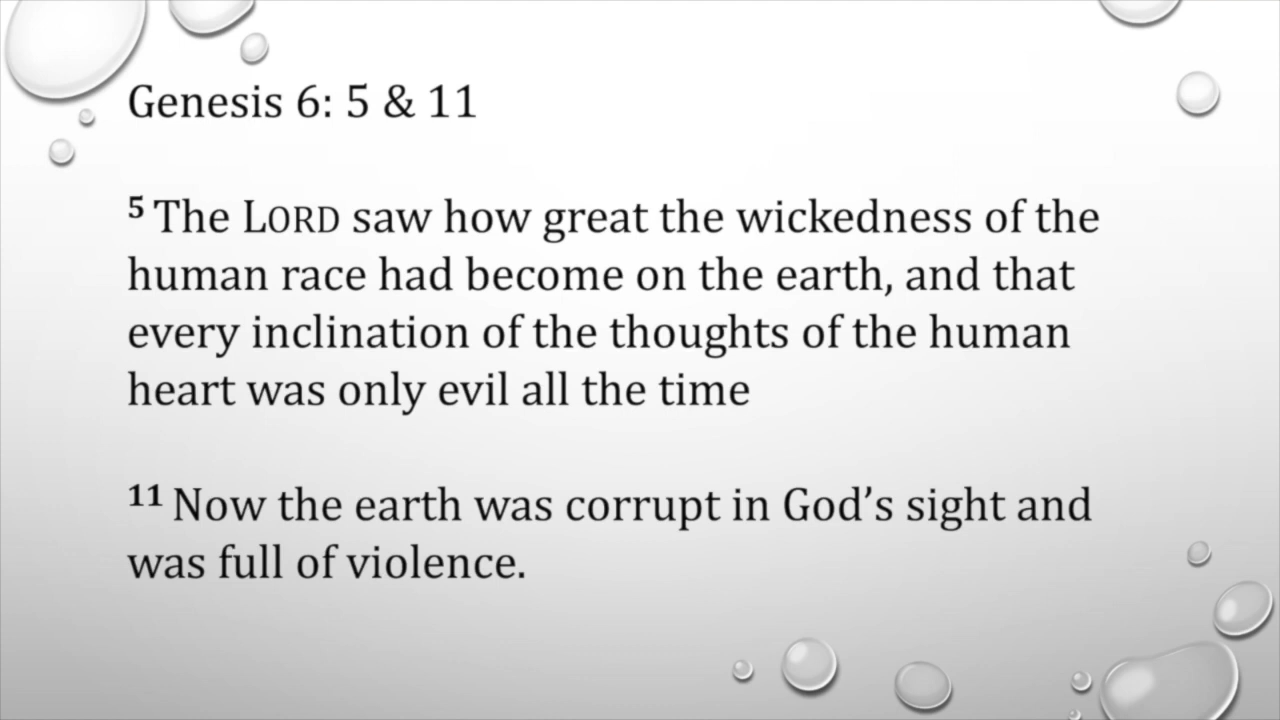 Genesis 6: 5 & 11
5 The LORD saw how great the wickedness of the
human race had become on the earth, and that
every inclination of the thoughts of the human
heart was only evil all the time
11 Now the earth was corrupt in God’s sight and
was full of violence.